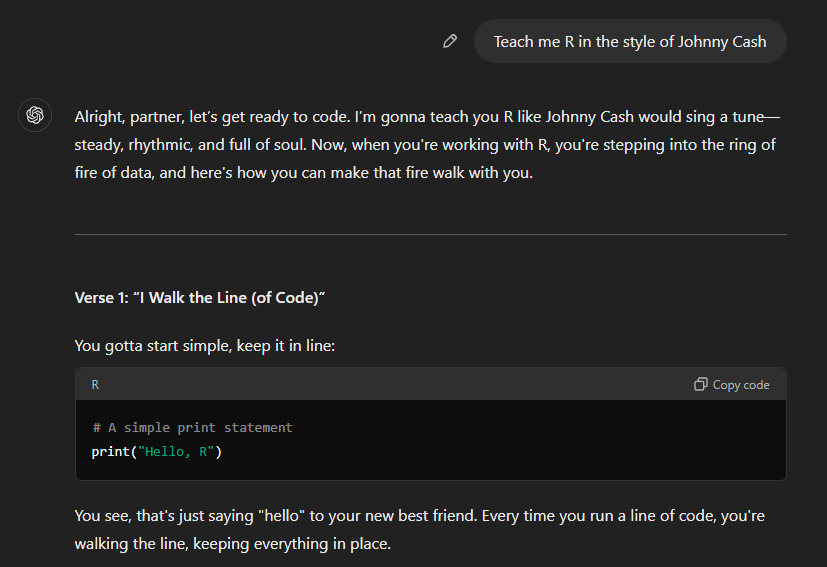 Teach me R in the style of Johnny Cash
Alright, partner, let’s get ready to code. I’m gonna teach you R like Johnny Cash would sing a tune—
steady, rhythmic, and full of soul. Now, when you're working with R, you're stepping into the ring of
fire of data, and here's how you can make that fire walk with you.
Verse 1: “I Walk the Line (of Code)”
You gotta start simple, keep it in line:
R
Copy code
# A simple print statement
print("Hello, R")
You see, that's just saying "hello" to your new best friend. Every time you run a line of code, you're
walking the line, keeping everything in place.